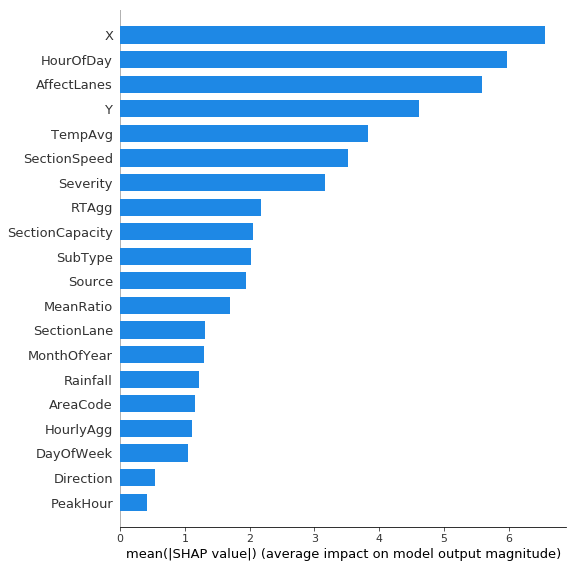 X
HourOfDay
AffectLanes
Y
TempAvg
SectionSpeed
Severity
RTAgg
SectionCapacity
SubType
Source
MeanRatio
SectionLane
MonthOfYear
Rainfall
AreaCode
HourlyAgg
DayOfWeek
Direction
PeakHour
0 1 2 3 4 5 6
mean(|SHAP value|) (average impact on model output magnitude)